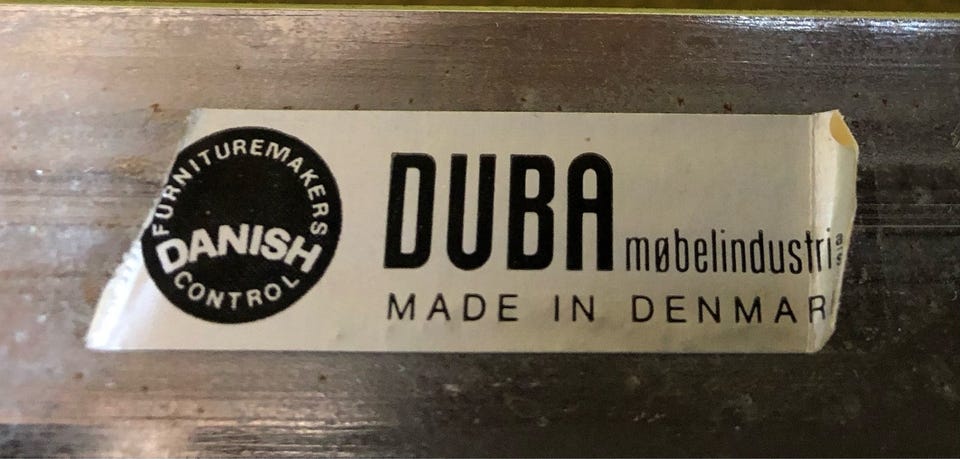 FURNITUREMAKERS
DANISH
CONTROL
DUBA
møbelindustri
MADE IN DENMAR